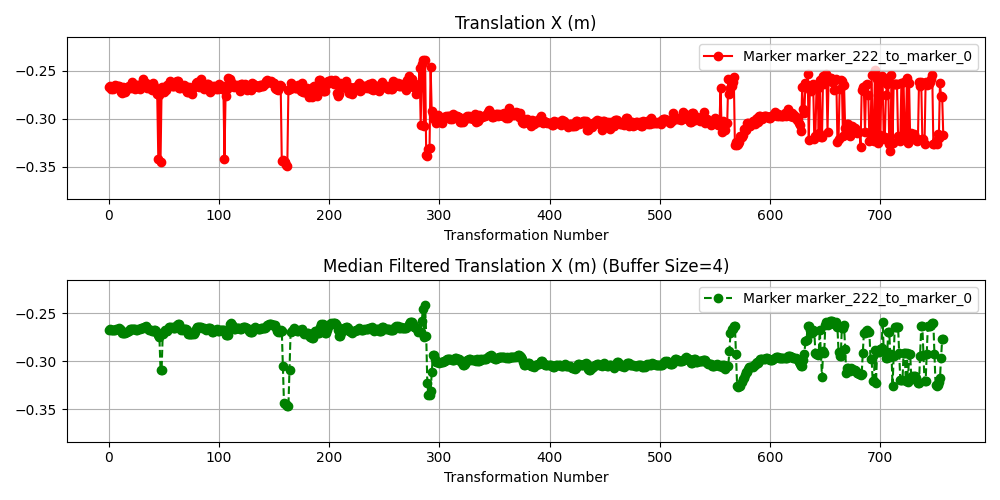 Translation X (m)
Marker marker_222_to_marker_0
−0.25
−0.30
−0.35
0 100 200 300 400 500 600 700
Transformation Number
Median Filtered Translation X (m) (Buffer Size=4)
Marker marker_222_to_marker_0
−0.25
−0.30
−0.35
0 100 200 300 400 500 600 700
Transformation Number